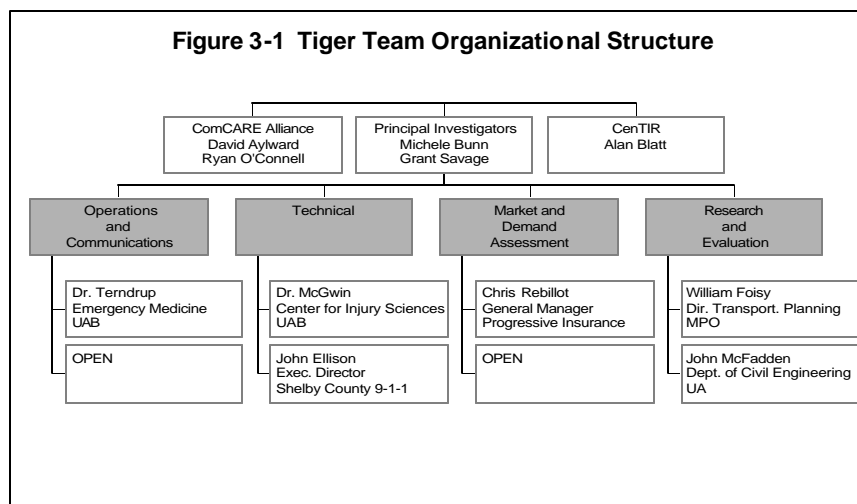 Figure 3-1 Tiger Team Organizational Structure
ComCARE Alliance
David Aylward
Ryan O'Connell
Principal Investigators
Michele Bunn
Grant Savage
CenTIR
Alan Blatt
Operations
and
Communications
Technical
Market and
Demand
Assessment
Research
and
Evaluation
Dr. Terndrup
Emergency Medicine
UAB
OPEN
Dr. McGwin
Center for Injury Sciences
UAB
John Ellison
Exec. Director
Shelby County 9-1-1
Chris Rebillot
General Manager
Progressive Insurance
OPEN
William Foisy
Dir. Transport. Planning
MPO
John McFadden
Dept. of Civil Engineering
UA